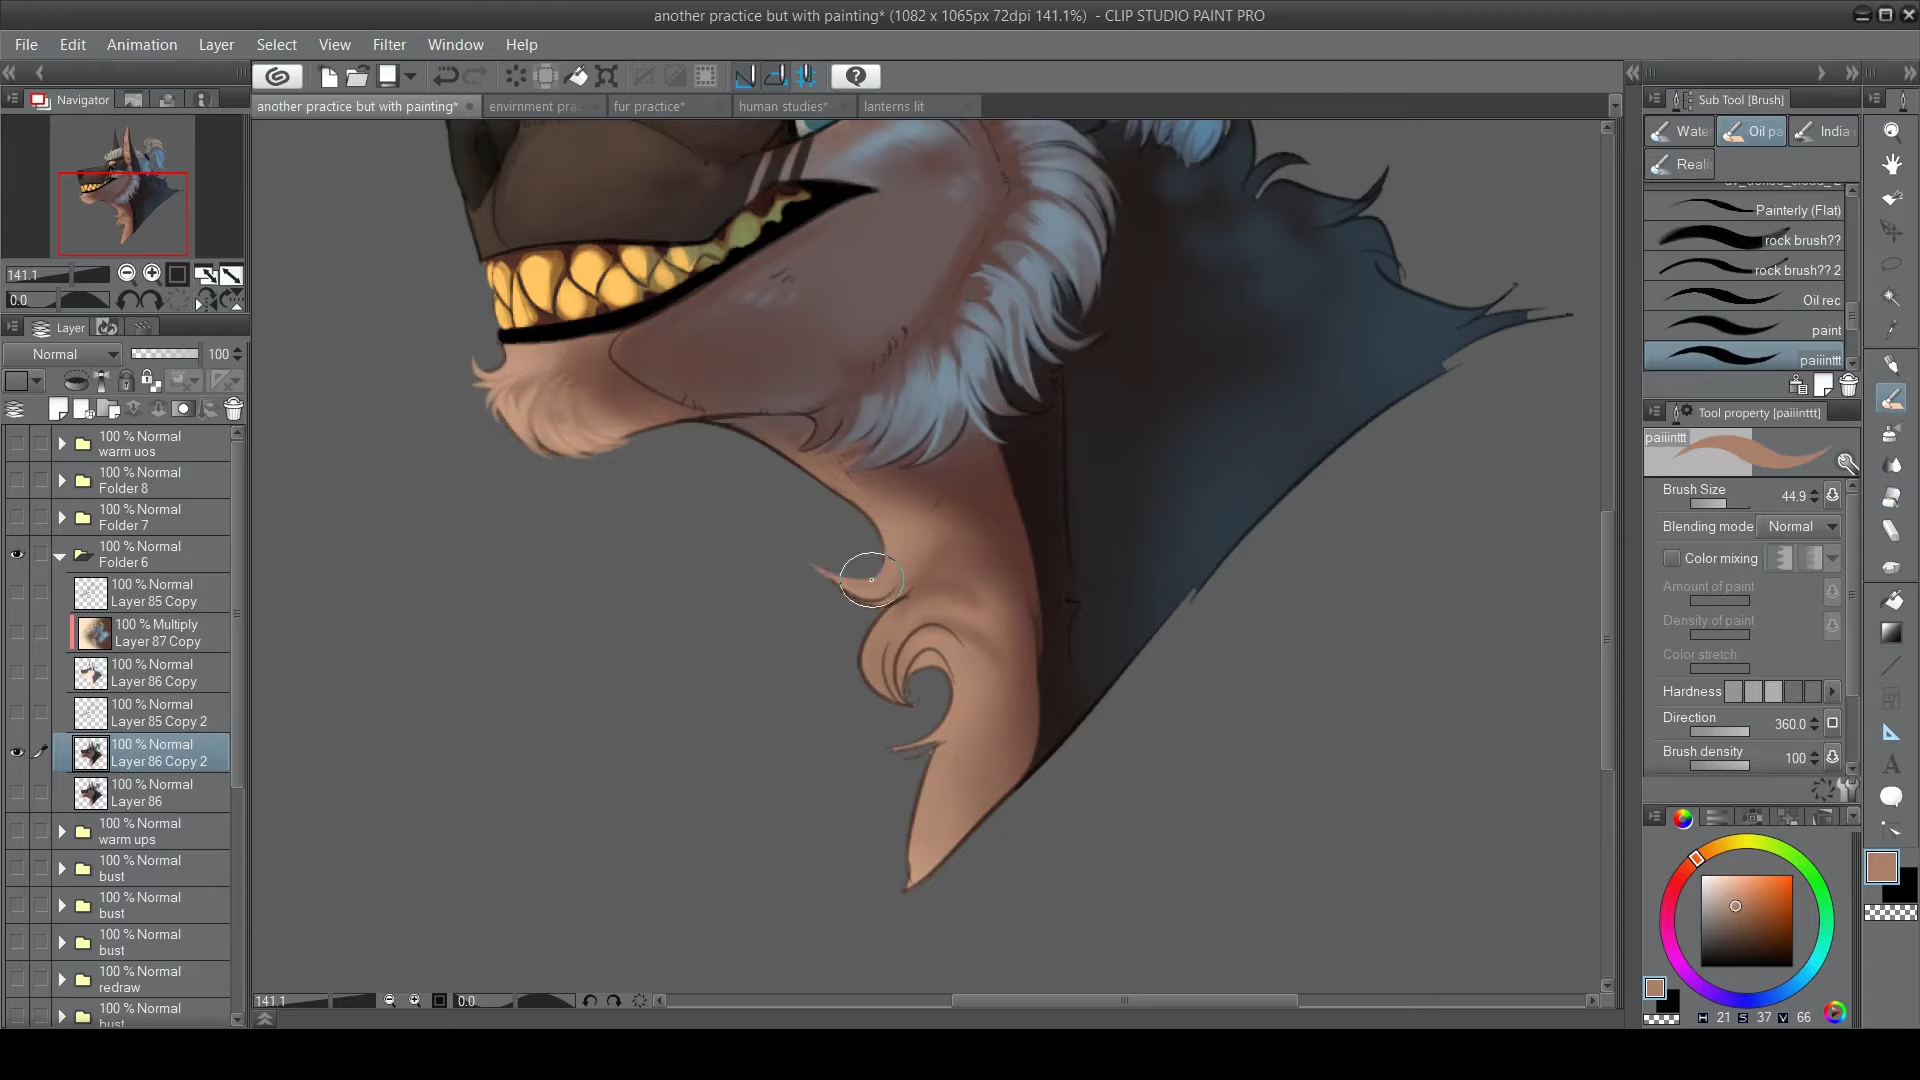 another practice but with painting* (1082 x 1065px 72dpi 141.1%) - CLIP STUDIO PAINT PRO
File Edit Animation Layer Select View Filter Window Help
Navigator
another practice but with painting* envirnment pra fur practice* human studies* lanterns lit
Sub Tool [Brush]
Wate Oil pa India
Reali
Painterly (Flat)
rock brush??
rock brush?? 2
Oil rec
paint
paiiinttt
141.1
0.0
Layer
Normal 100
100 % Normal
warm uos
100 % Normal
Folder 8
100 % Normal
Folder 7
100 % Normal
Folder 6
100 % Normal
Layer 85 Copy
100 % Multiply
Layer 87 Copy
100 % Normal
Layer 86 Copy
100 % Normal
Layer 85 Copy 2
100 % Normal
Layer 86 Copy 2
100 % Normal
Layer 86
100 % Normal
warm ups
100 % Normal
bust
100 % Normal
bust
100 % Normal
bust
100 % Normal
redraw
100 % Normal
bust
Tool property [paiiinttt]
paiiinttt
Brush Size 44.9
Blending mode Normal
Color mixing
Amount of paint
Density of paint
Color stretch
Hardness
Direction 360.0
Brush density 100
H 21 S 37 V 66
141.1 0.0